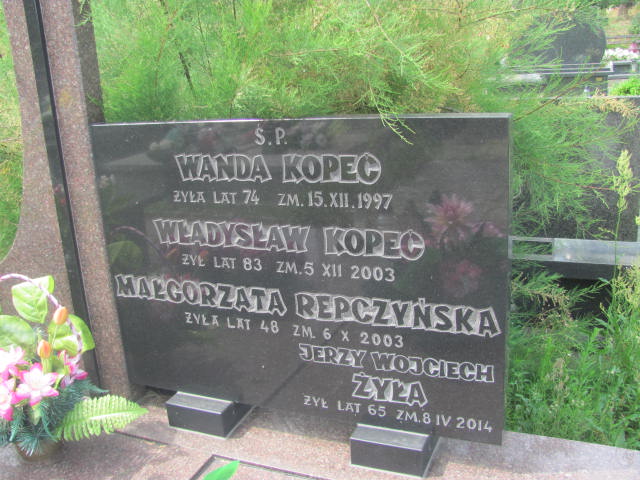 Ś.P.
WANDA KOPEĆ
ŻYŁA LAT 74 ZM. 15.XII.1997
WŁADYSŁAW KOPEĆ
ŻYŁ LAT 83 ZM. 5 XII 2003
MAŁGORZATA REPCZYŃSKA
ŻYŁA LAT 48 ZM. 6 X 2003
JERZY WOJCIECH
ŻYŁA
ŻYŁ LAT 65 ZM. 8 IV 2014